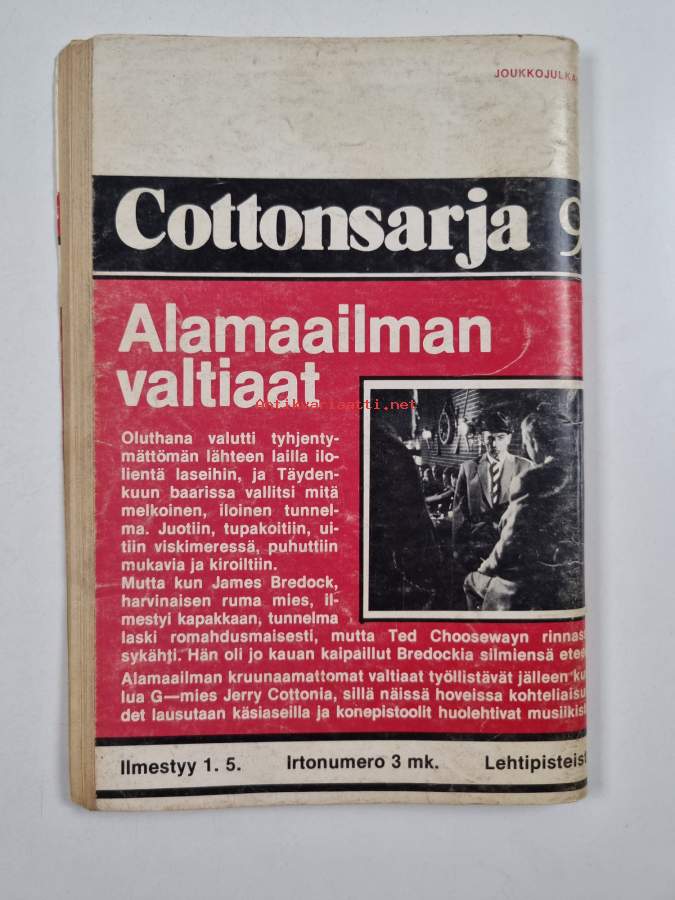 JOUKKOJULKA
Cottonsarja 9
Alamaailman
valtiaat
Antikvariaatti.net
Oluthana valutti tyhjenty-
mättömän lähteen lailla ilo-
lientä laseihin, ja Täyden-
kuun baarissa vallitsi mitä
melkoinen, iloinen tunnel-
ma. Juotiin, tupakoitiin, ui-
tiin viskimeressä, puhuttiin
mukavia ja kiroiltiin.
Mutta kun James Bredock,
harvinaisen ruma mies, il-
mestyi kapakkaan, tunnelma
laski romahdusmaisesti, mutta Ted Choosewayn rinnass
sykähti. Hän oli jo kauan kaipaillut Bredockia silmiensä etee
Alamaailman kruunaamattomat valtiaat työllistävät jälleen ku
lua G—mies Jerry Cottonia, sillä näissä hoveissa kohteliaisu
det lausutaan käsiaseilla ja konepistoolit huolehtivat musiikist
Ilmestyy 1. 5. Irtonumero 3 mk. Lehtipisteist